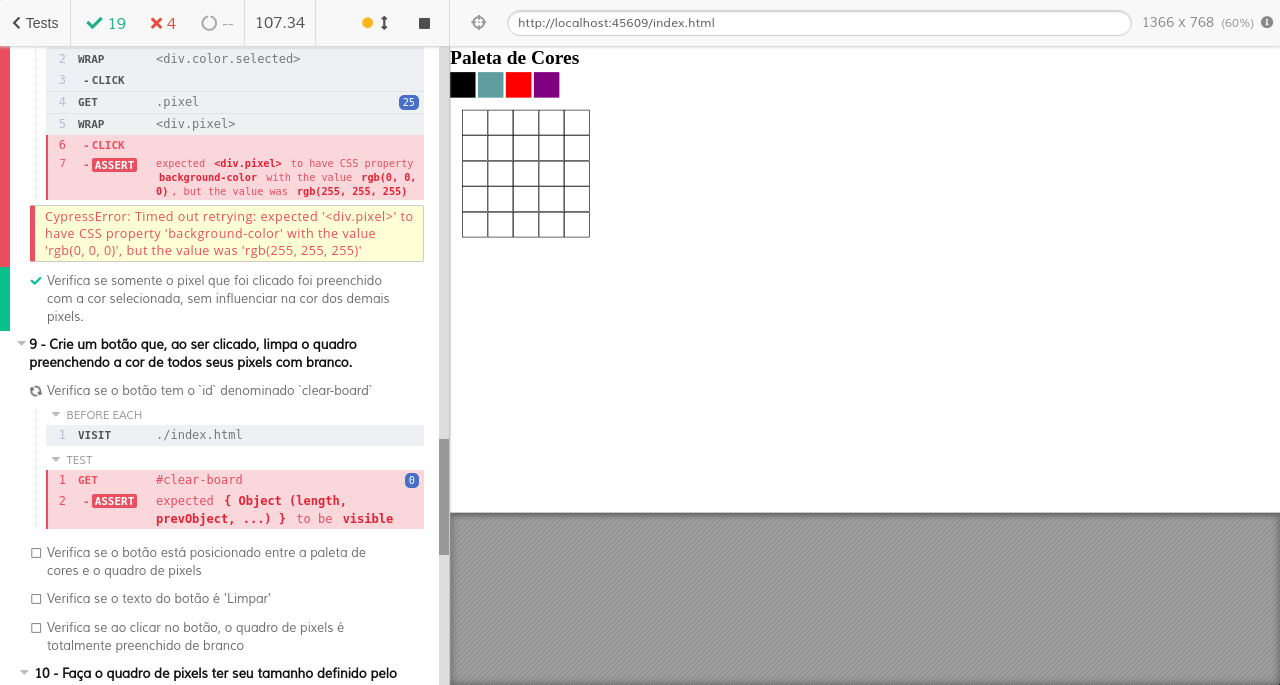 Tests 19 4 -- 107.34 http://localhost:45609/index.html 1366 x 768 (60%)
2 WRAP <div.color.selected>
3 -CLICK
4 GET .pixel 25
5 WRAP <div.pixel>
6 -CLICK
7 -ASSERT expected <div.pixel> to have CSS property
background-color with the value rgb(0, 0,
0), but the value was rgb(255, 255, 255)
CypressError: Timed out retrying: expected '<div.pixel>' to
have CSS property 'background-color' with the value
'rgb(0, 0, 0)', but the value was 'rgb(255, 255, 255)'
Verifica se somente o pixel que foi clicado foi preenchido
com a cor selecionada, sem influenciar na cor dos demais
pixels.
9 - Crie um botão que, ao ser clicado, limpa o quadro
preenchendo a cor de todos seus pixels com branco.
Verifica se o botão tem o `id` denominado `clear-board`
BEFORE EACH
1 VISIT ./index.html
TEST
1 GET #clear-board 0
2 -ASSERT expected { Object (length,
prevObject, ...) } to be visible
Verifica se o botão está posicionado entre a paleta de
cores e o quadro de pixels
Verifica se o texto do botão é 'Limpar'
Verifica se ao clicar no botão, o quadro de pixels é
totalmente preenchido de branco
10 - Faça o quadro de pixels ter seu tamanho definido pelo
Paleta de Cores